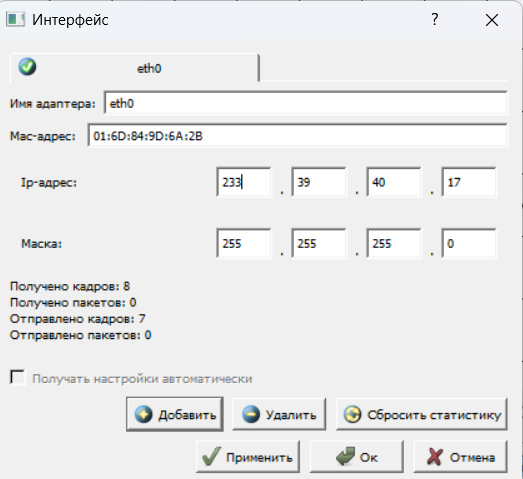 Интерфейс ?
eth0
Имя адаптера: eth0
Mac-адрес: 01:6D:84:9D:6A:2B
Ip-адрес: 233 . 39 . 40 . 17
Маска: 255 . 255 . 255 . 0
Получено кадров: 8
Получено пакетов: 0
Отправлено кадров: 7
Отправлено пакетов: 0
Получать настройки автоматически
Добавить Удалить Сбросить статистику
Применить Ок Отмена